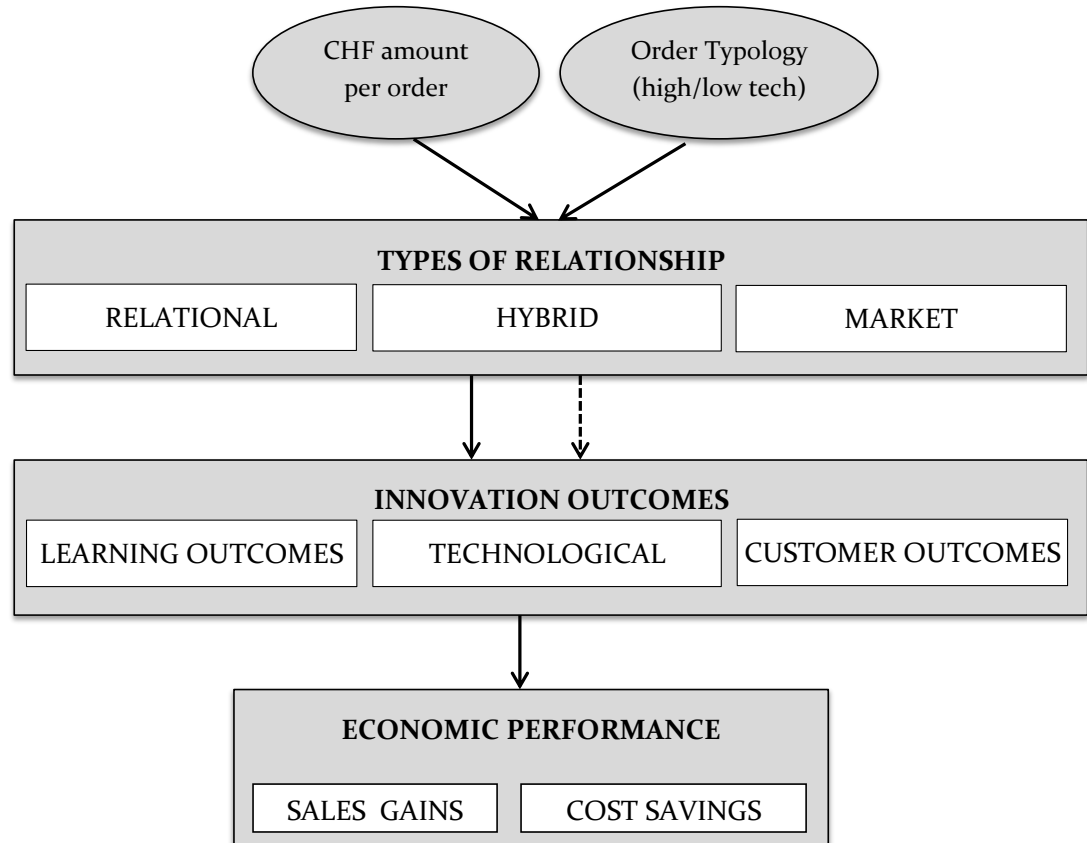 CHF amount
per order
Order Typology
(high/low tech)
TYPES OF RELATIONSHIP
RELATIONAL
HYBRID
MARKET
INNOVATION OUTCOMES
LEARNING OUTCOMES
TECHNOLOGICAL
CUSTOMER OUTCOMES
ECONOMIC PERFORMANCE
SALES GAINS
COST SAVINGS